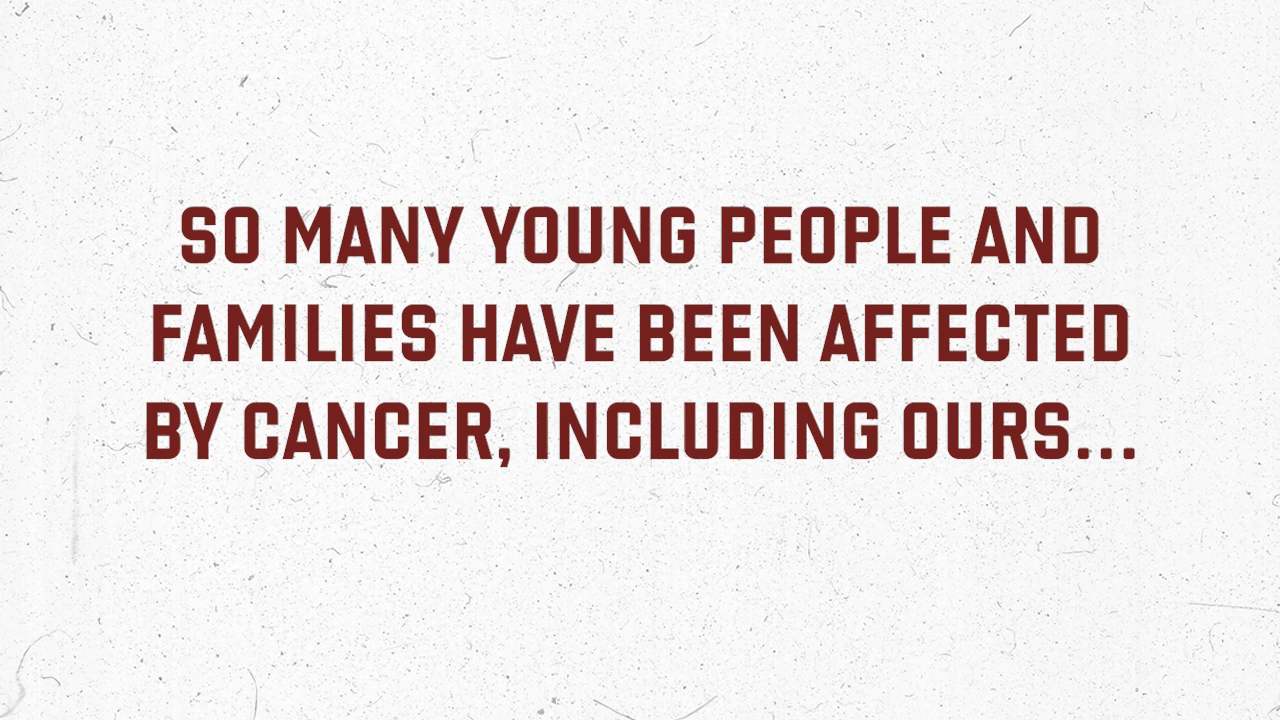 SO MANY YOUNG PEOPLE AND
FAMILIES HAVE BEEN AFFECTED
BY CANCER, INCLUDING OURS...